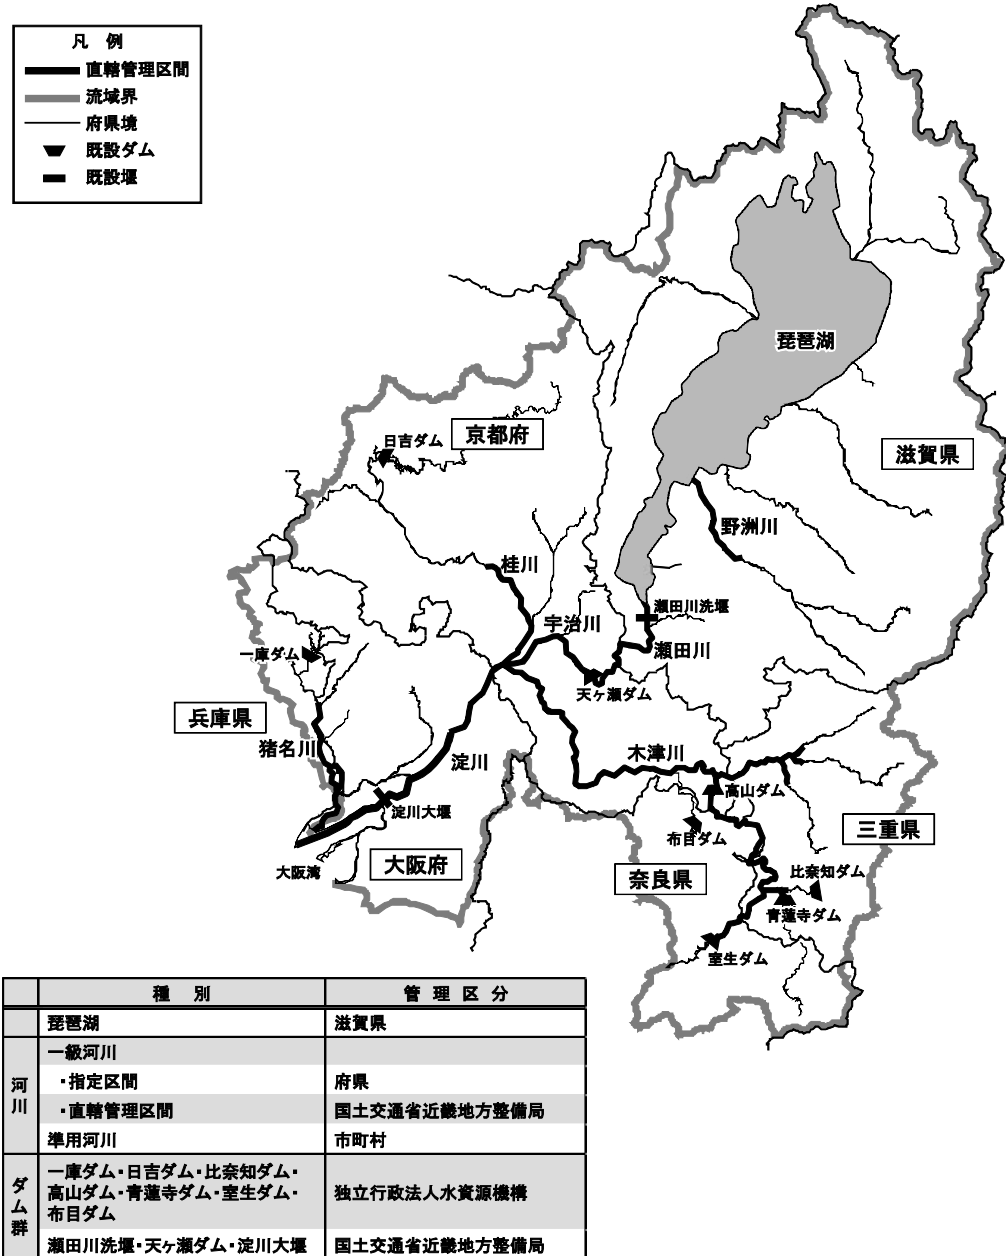 凡 例
直轄管理区間
流域界
府県境
既設ダム
既設堰
琵琶湖
京都府
日吉ダム
滋賀県
野洲川
桂川
瀬田川洗堰
宇治川
一庫ダム
瀬田川
天ヶ瀬ダム
兵庫県
猪名川
淀川
木津川
高山ダム
淀川大堰
布目ダム
三重県
大阪湾
大阪府
奈良県
比奈知ダム
青蓮寺ダム
室生ダム
種 別 管 理 区 分
琵琶湖 滋賀県
河川
一級河川
・指定区間 府県
・直轄管理区間 国土交通省近畿地方整備局
準用河川 市町村
ダム群
一庫ダム・日吉ダム・比奈知ダム・
高山ダム・青蓮寺ダム・室生ダム・ 独立行政法人水資源機構
布目ダム
瀬田川洗堰・天ヶ瀬ダム・淀川大堰 国土交通省近畿地方整備局